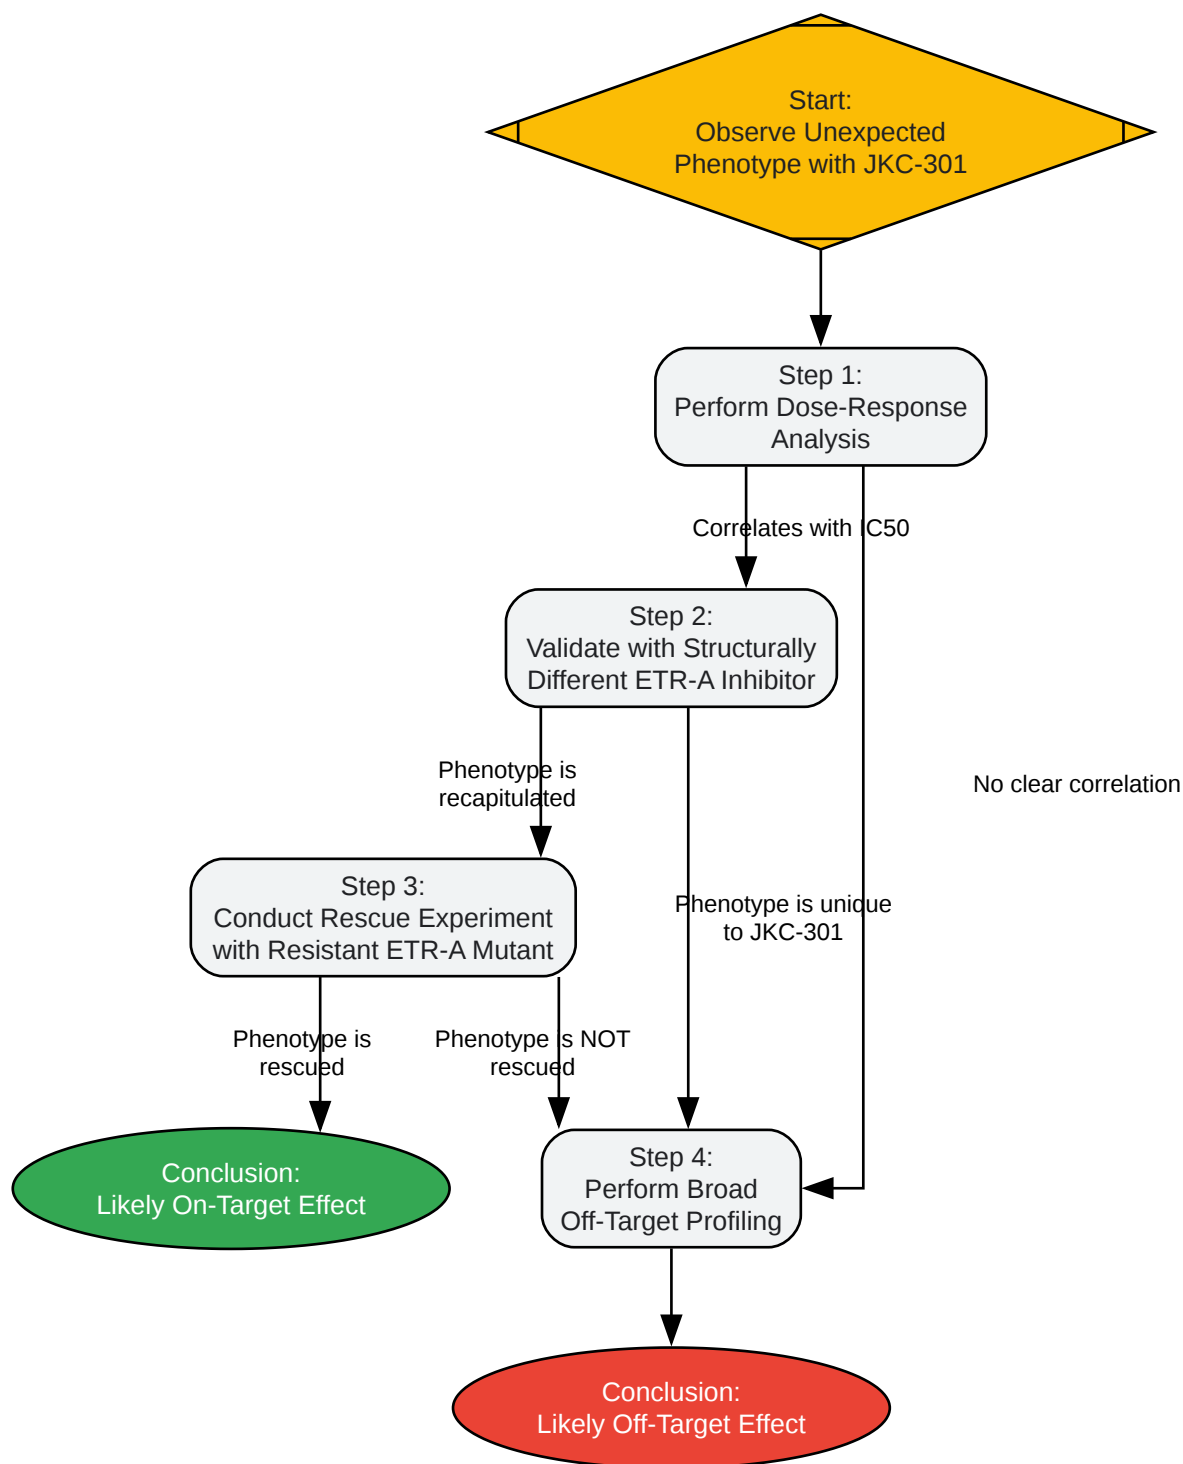 Start:
Observe Unexpected
Phenotype with JKC-301
Step 1:
Perform Dose-Response
Analysis
Correlates with IC50
Step 2:
Validate with Structurally
Different ETR-A Inhibitor
Phenotype is
recapitulated
No clear correlation
Step 3:
Conduct Rescue Experiment
with Resistant ETR-A Mutant
Phenotype is unique
to JKC-301
Phenotype is
rescued
Phenotype is NOT
rescued
Conclusion:
Likely On-Target Effect
Step 4:
Perform Broad
Off-Target Profiling
Conclusion:
Likely Off-Target Effect